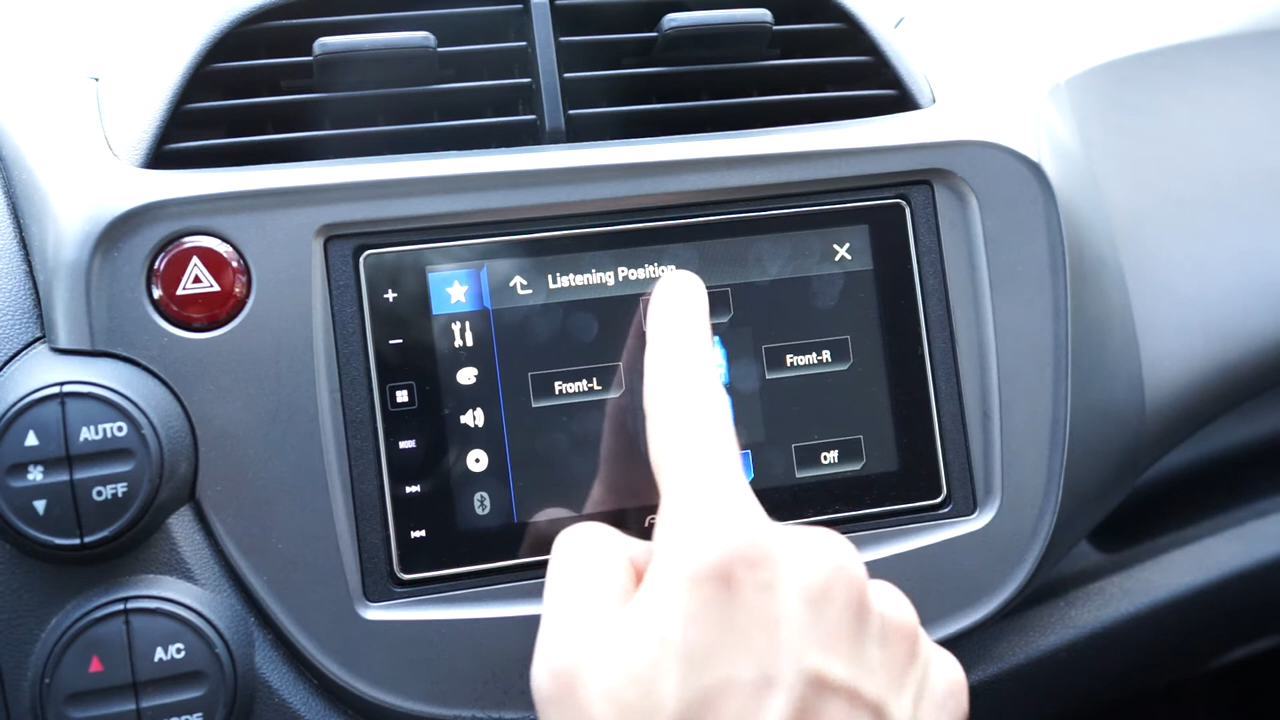 Listening Position
Front-L
Front-R
Off
MODE
AUTO
OFF
A/C